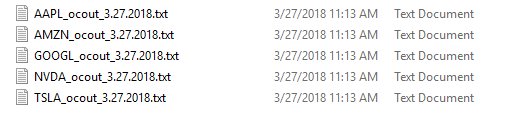 AAPL_ocout_3.27.2018.txt 3/27/2018 11:13 AM Text Document
AMZN_ocout_3.27.2018.txt 3/27/2018 11:13 AM Text Document
GOOGL_ocout_3.27.2018.txt 3/27/2018 11:13 AM Text Document
NVDA_ocout_3.27.2018.txt 3/27/2018 11:13 AM Text Document
TSLA_ocout_3.27.2018.txt 3/27/2018 11:13 AM Text Document